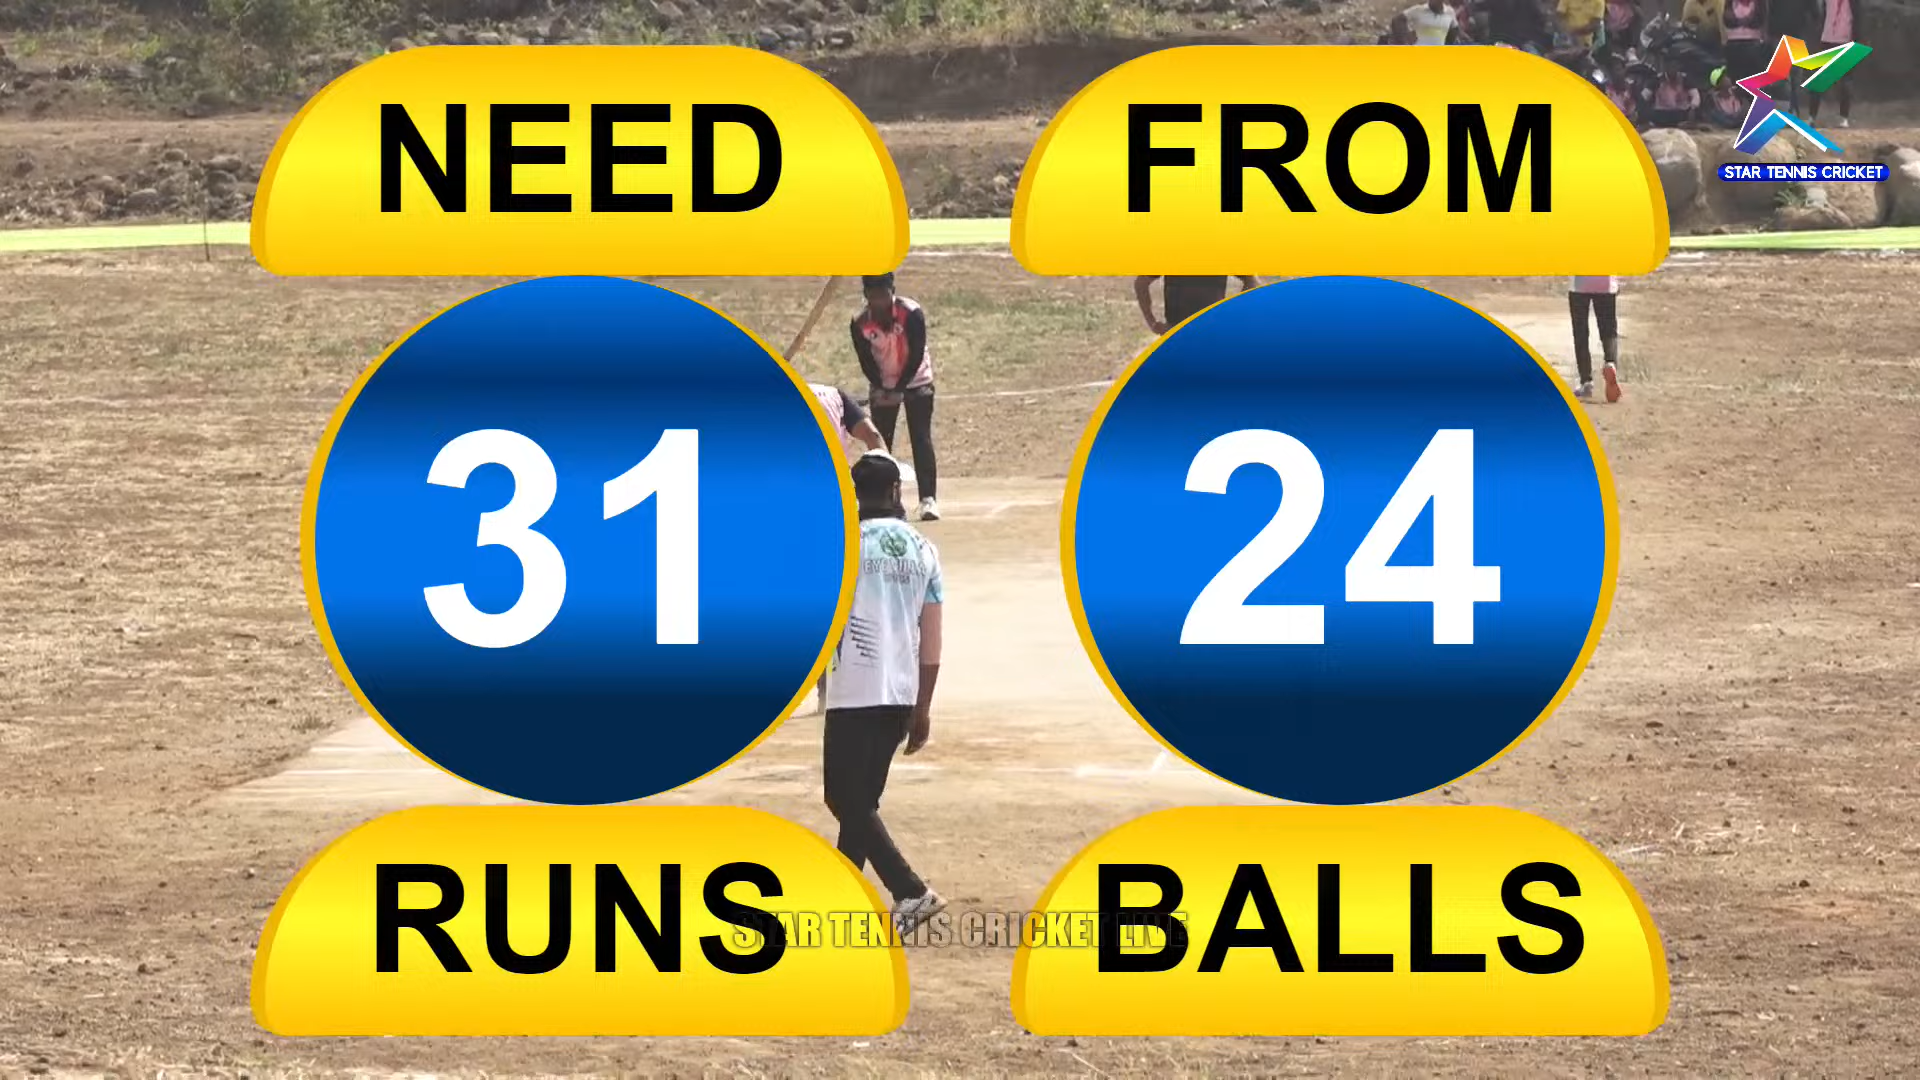 NEED
31
RUNS
FROM
24
BALLS
STAR TENNIS CRICKET
STAR TENNIS CRICKET LIVE